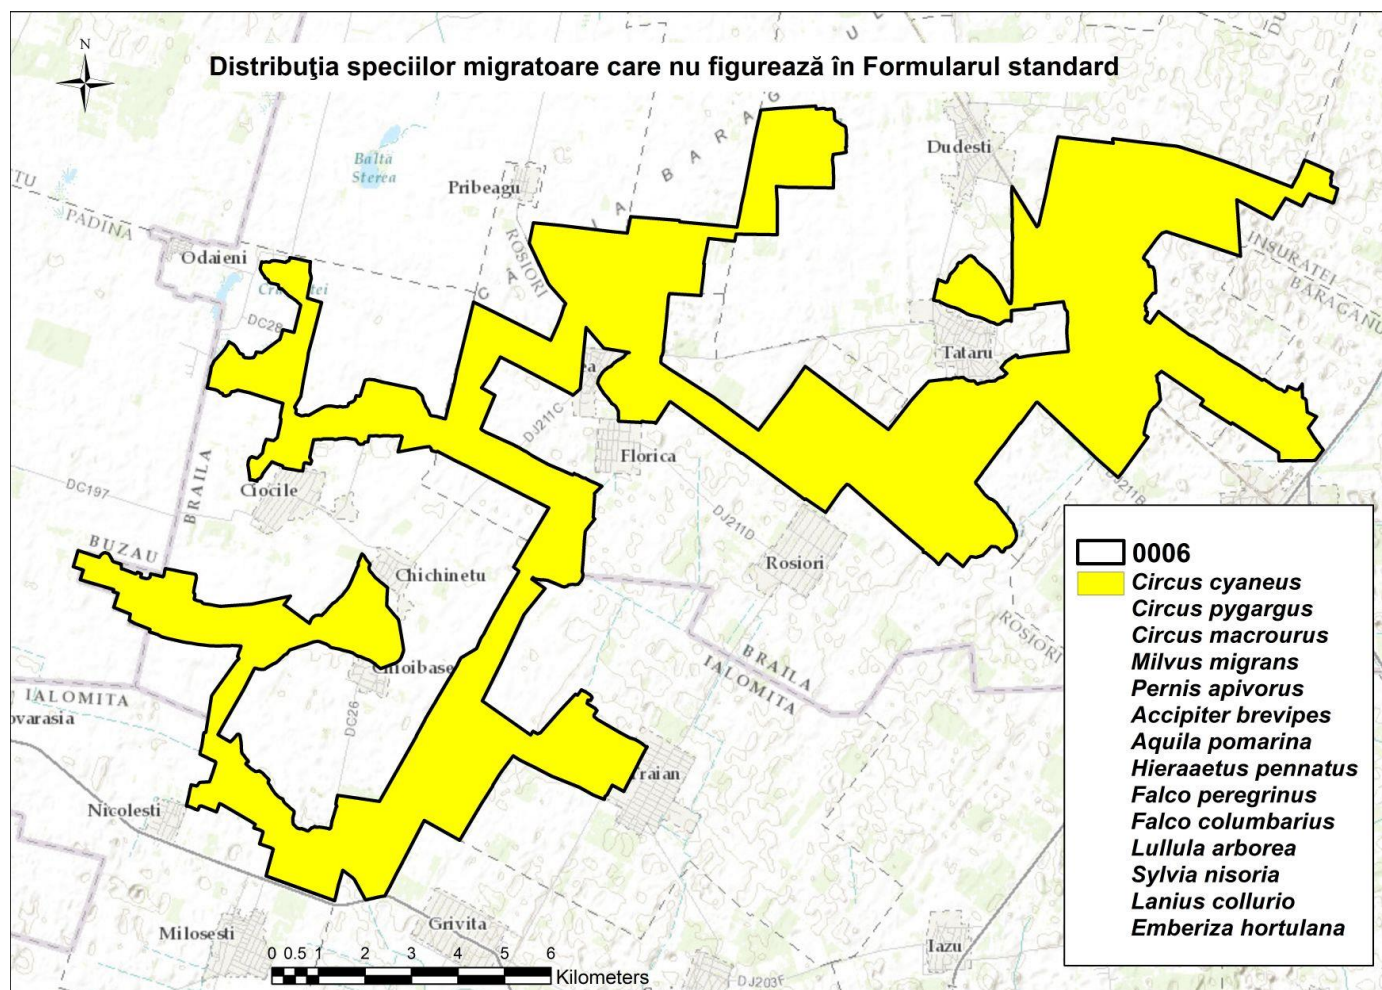 N
Distribuţia speciilor migratoare care nu figurează în Formularul standard
Balta
Sterea
Pribeagu
Dudesti
PADINA
Odaieni
ROSIORI
INSURATEI
BARAGANU
DC28
Tataru
DJ211C
Florica
BRAILA
Ciocile
DC197
DJ211D
DJ211B
BUZAU
Chichinetu
Rosiori
ROSIORI
BRAILA
IALOMITA
IALOMITA
ovarasia
DC26
Traian
Nicolesti
Grivita
Milosesti
Iazu
DJ203F
0006
Circus cyaneus
Circus pygargus
Circus macrourus
Milvus migrans
Pernis apivorus
Accipiter brevipes
Aquila pomarina
Hieraaetus pennatus
Falco peregrinus
Falco columbarius
Lullula arborea
Sylvia nisoria
Lanius collurio
Emberiza hortulana
0 0.5 1 2 3 4 5 6
Kilometers